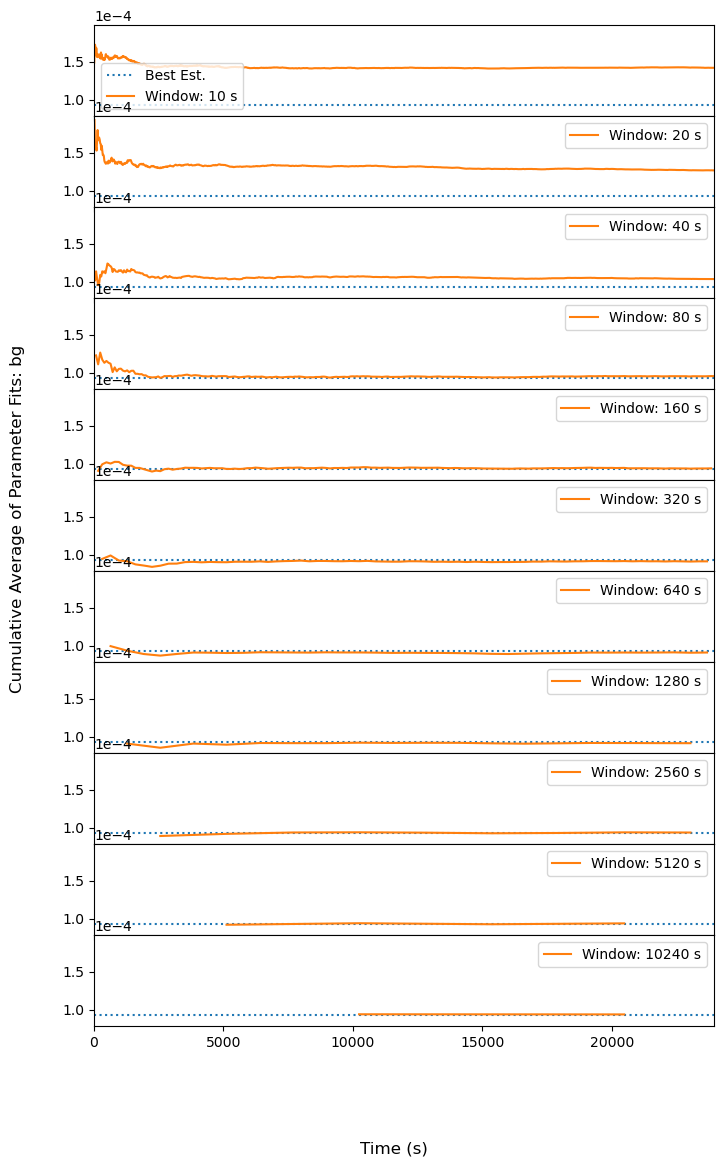 1e−4
1.5
1.0
Best Est.
Window: 10 s
1e−4
1.5
1.0
Window: 20 s
1e−4
1.5
1.0
Window: 40 s
1e−4
1.5
1.0
Window: 80 s
1e−4
1.5
1.0
Window: 160 s
1e−4
1.5
1.0
Window: 320 s
1e−4
1.5
1.0
Window: 640 s
1e−4
1.5
1.0
Window: 1280 s
1e−4
1.5
1.0
Window: 2560 s
1e−4
1.5
1.0
Window: 5120 s
1e−4
1.5
1.0
Window: 10240 s
0 5000 10000 15000 20000
Time (s)
Cumulative Average of Parameter Fits: bg